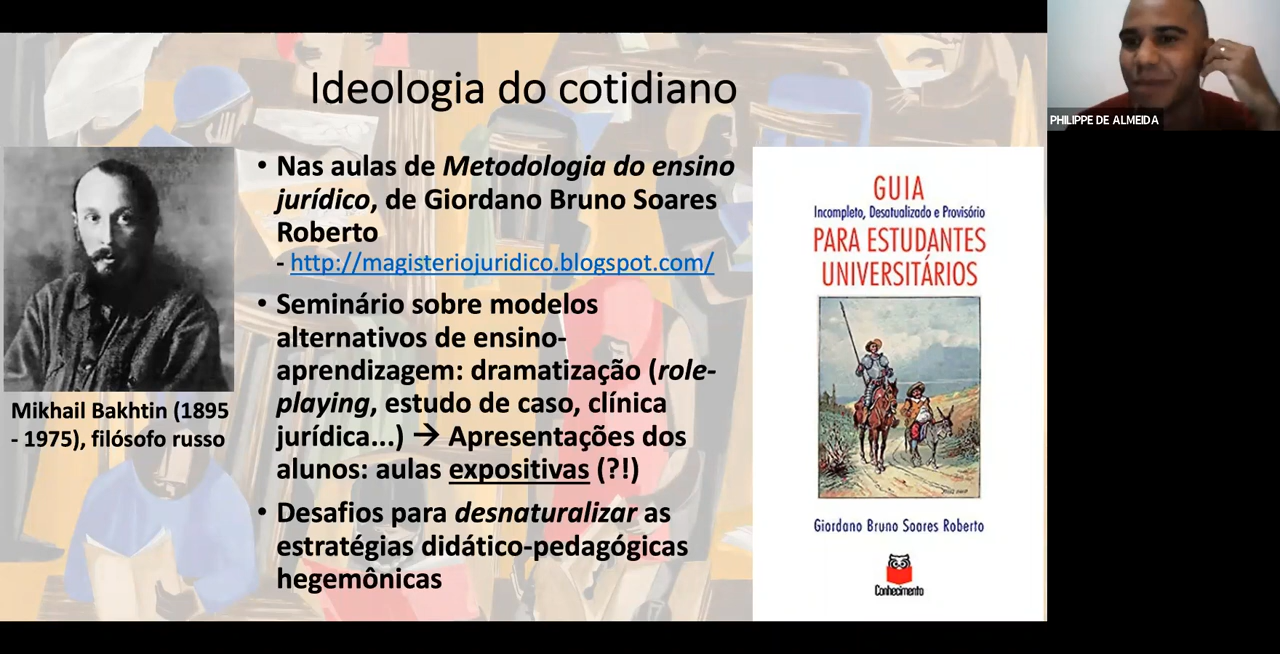 Ideologia do cotidiano
• Nas aulas de Metodologia do ensino
jurídico, de Giordano Bruno Soares
Roberto
- http://magisteriojuridico.blogspot.com/
• Seminário sobre modelos
alternativos de ensino-
aprendizagem: dramatização (role-
playing, estudo de caso, clínica
jurídica...) → Apresentações dos
alunos: aulas expositivas (?!)
• Desafios para desnaturalizar as
estratégias didático-pedagógicas
hegemônicas
Mikhail Bakhtin (1895
- 1975), filósofo russo
GUIA
Incompleto, Desatualizado e Provisório
PARA ESTUDANTES
UNIVERSITÁRIOS
Giordano Bruno Soares Roberto
Conhecimento
PHILIPPE DE ALMEIDA